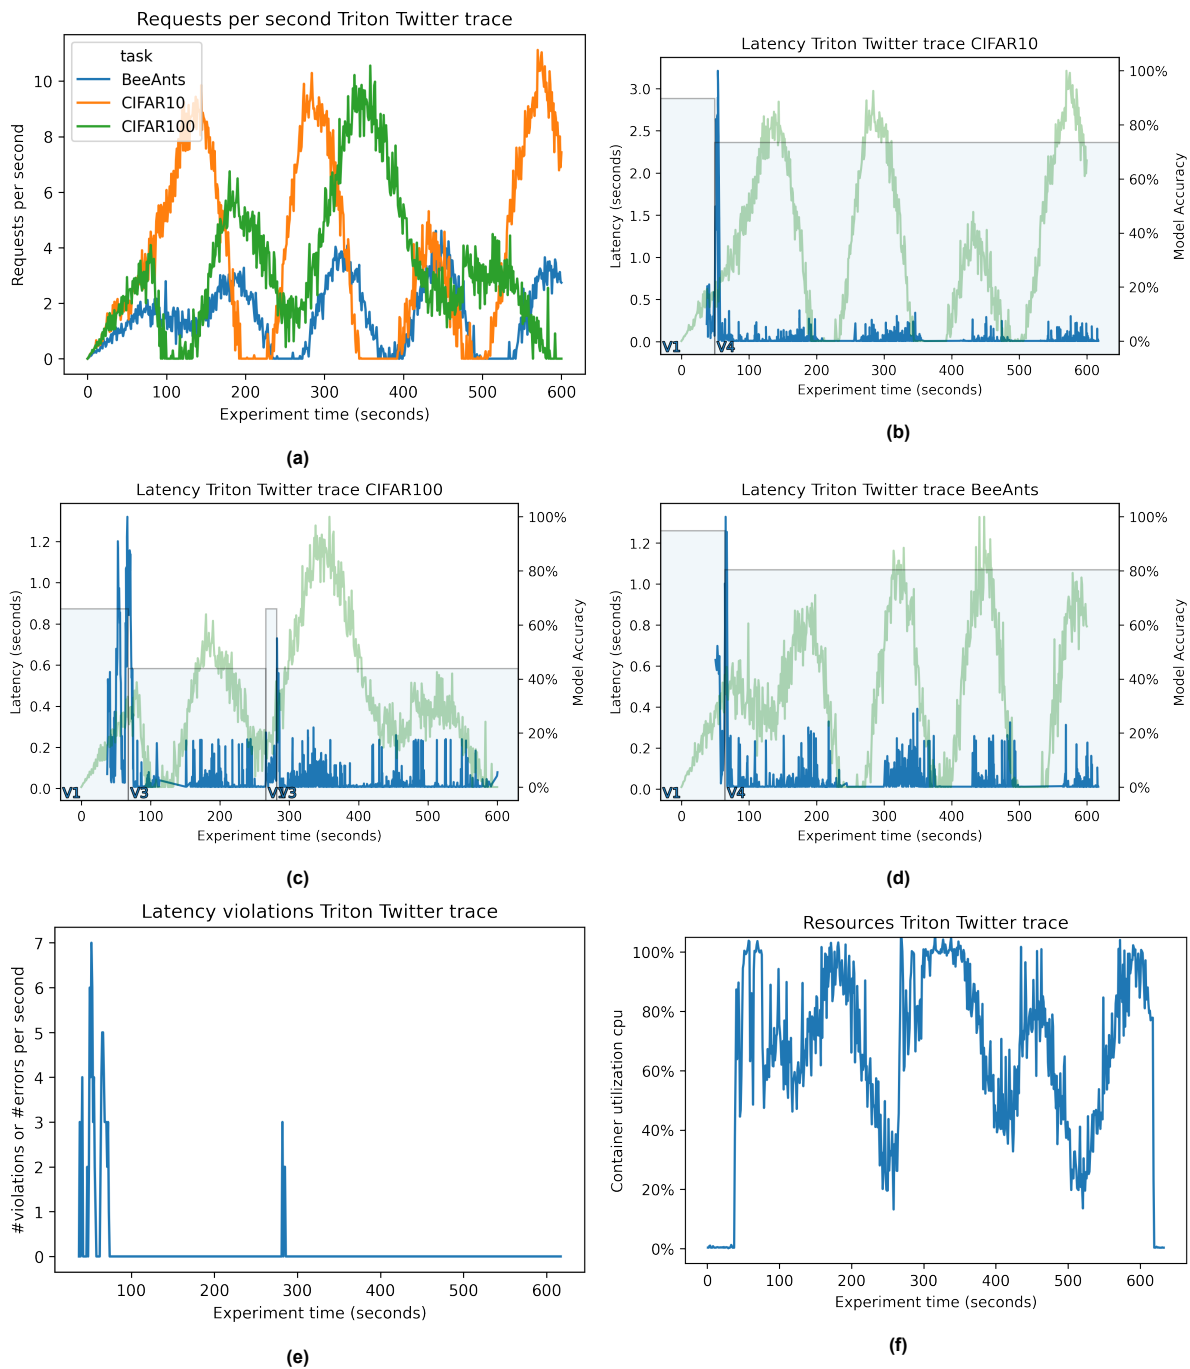 Requests per second Triton Twitter trace
task
BeeAnts
CIFAR10
CIFAR100
10
8
6
4
2
0
Requests per second
0 100 200 300 400 500 600
Experiment time (seconds)
(a)
Latency Triton Twitter trace CIFAR10
3.0
2.5
2.0
1.5
1.0
0.5
0.0
Latency (seconds)
100%
80%
60%
40%
20%
0%
Model Accuracy
V1 V4
0 100 200 300 400 500 600
Experiment time (seconds)
(b)
Latency Triton Twitter trace CIFAR100
1.2
1.0
0.8
0.6
0.4
0.2
0.0
Latency (seconds)
100%
80%
60%
40%
20%
0%
Model Accuracy
V1 V3 V1 V3
0 100 200 300 400 500 600
Experiment time (seconds)
(c)
Latency Triton Twitter trace BeeAnts
1.2
1.0
0.8
0.6
0.4
0.2
0.0
Latency (seconds)
100%
80%
60%
40%
20%
0%
Model Accuracy
V1 V4
0 100 200 300 400 500 600
Experiment time (seconds)
(d)
Latency violations Triton Twitter trace
7
6
5
4
3
2
1
0
#violations or #errors per second
100 200 300 400 500 600
Experiment time (seconds)
(e)
Resources Triton Twitter trace
100%
80%
60%
40%
20%
0%
Container utilization cpu
0 100 200 300 400 500 600
Experiment time (seconds)
(f)